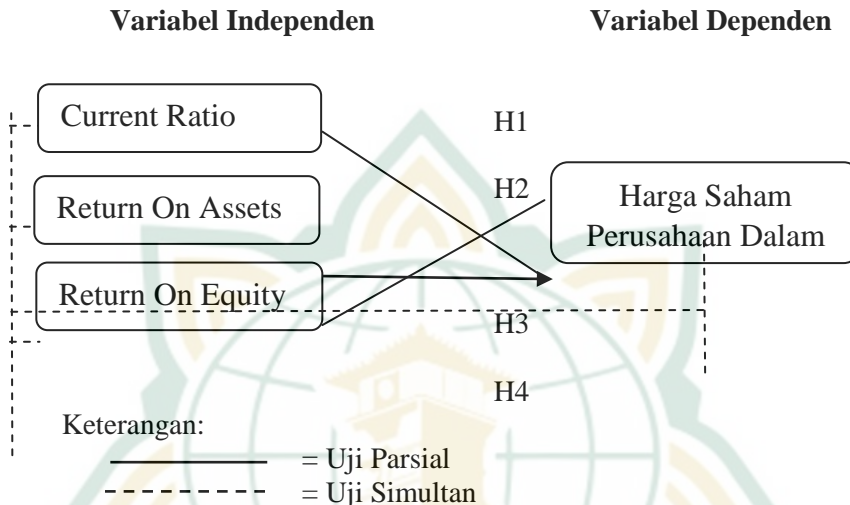 Variabel Independen Variabel Dependen
Current Ratio
H1
Return On Assets
H2
Harga Saham
Perusahaan Dalam
Return On Equity
H3
H4
Keterangan:
= Uji Parsial
= Uji Simultan